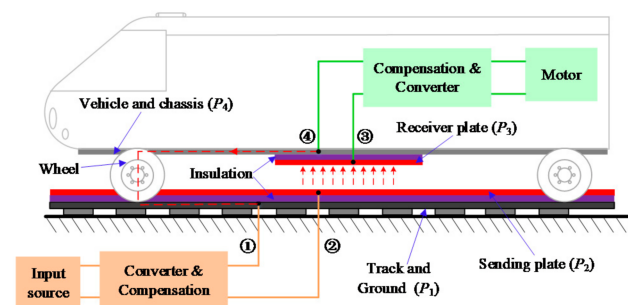 Compensation &
Converter
Motor
Vehicle and chassis (P4)
④
③
Receiver plate (P3)
Wheel
Insulation
①
②
Input
source
Converter &
Compensation
Track and
Ground (P1)
Sending plate (P2)